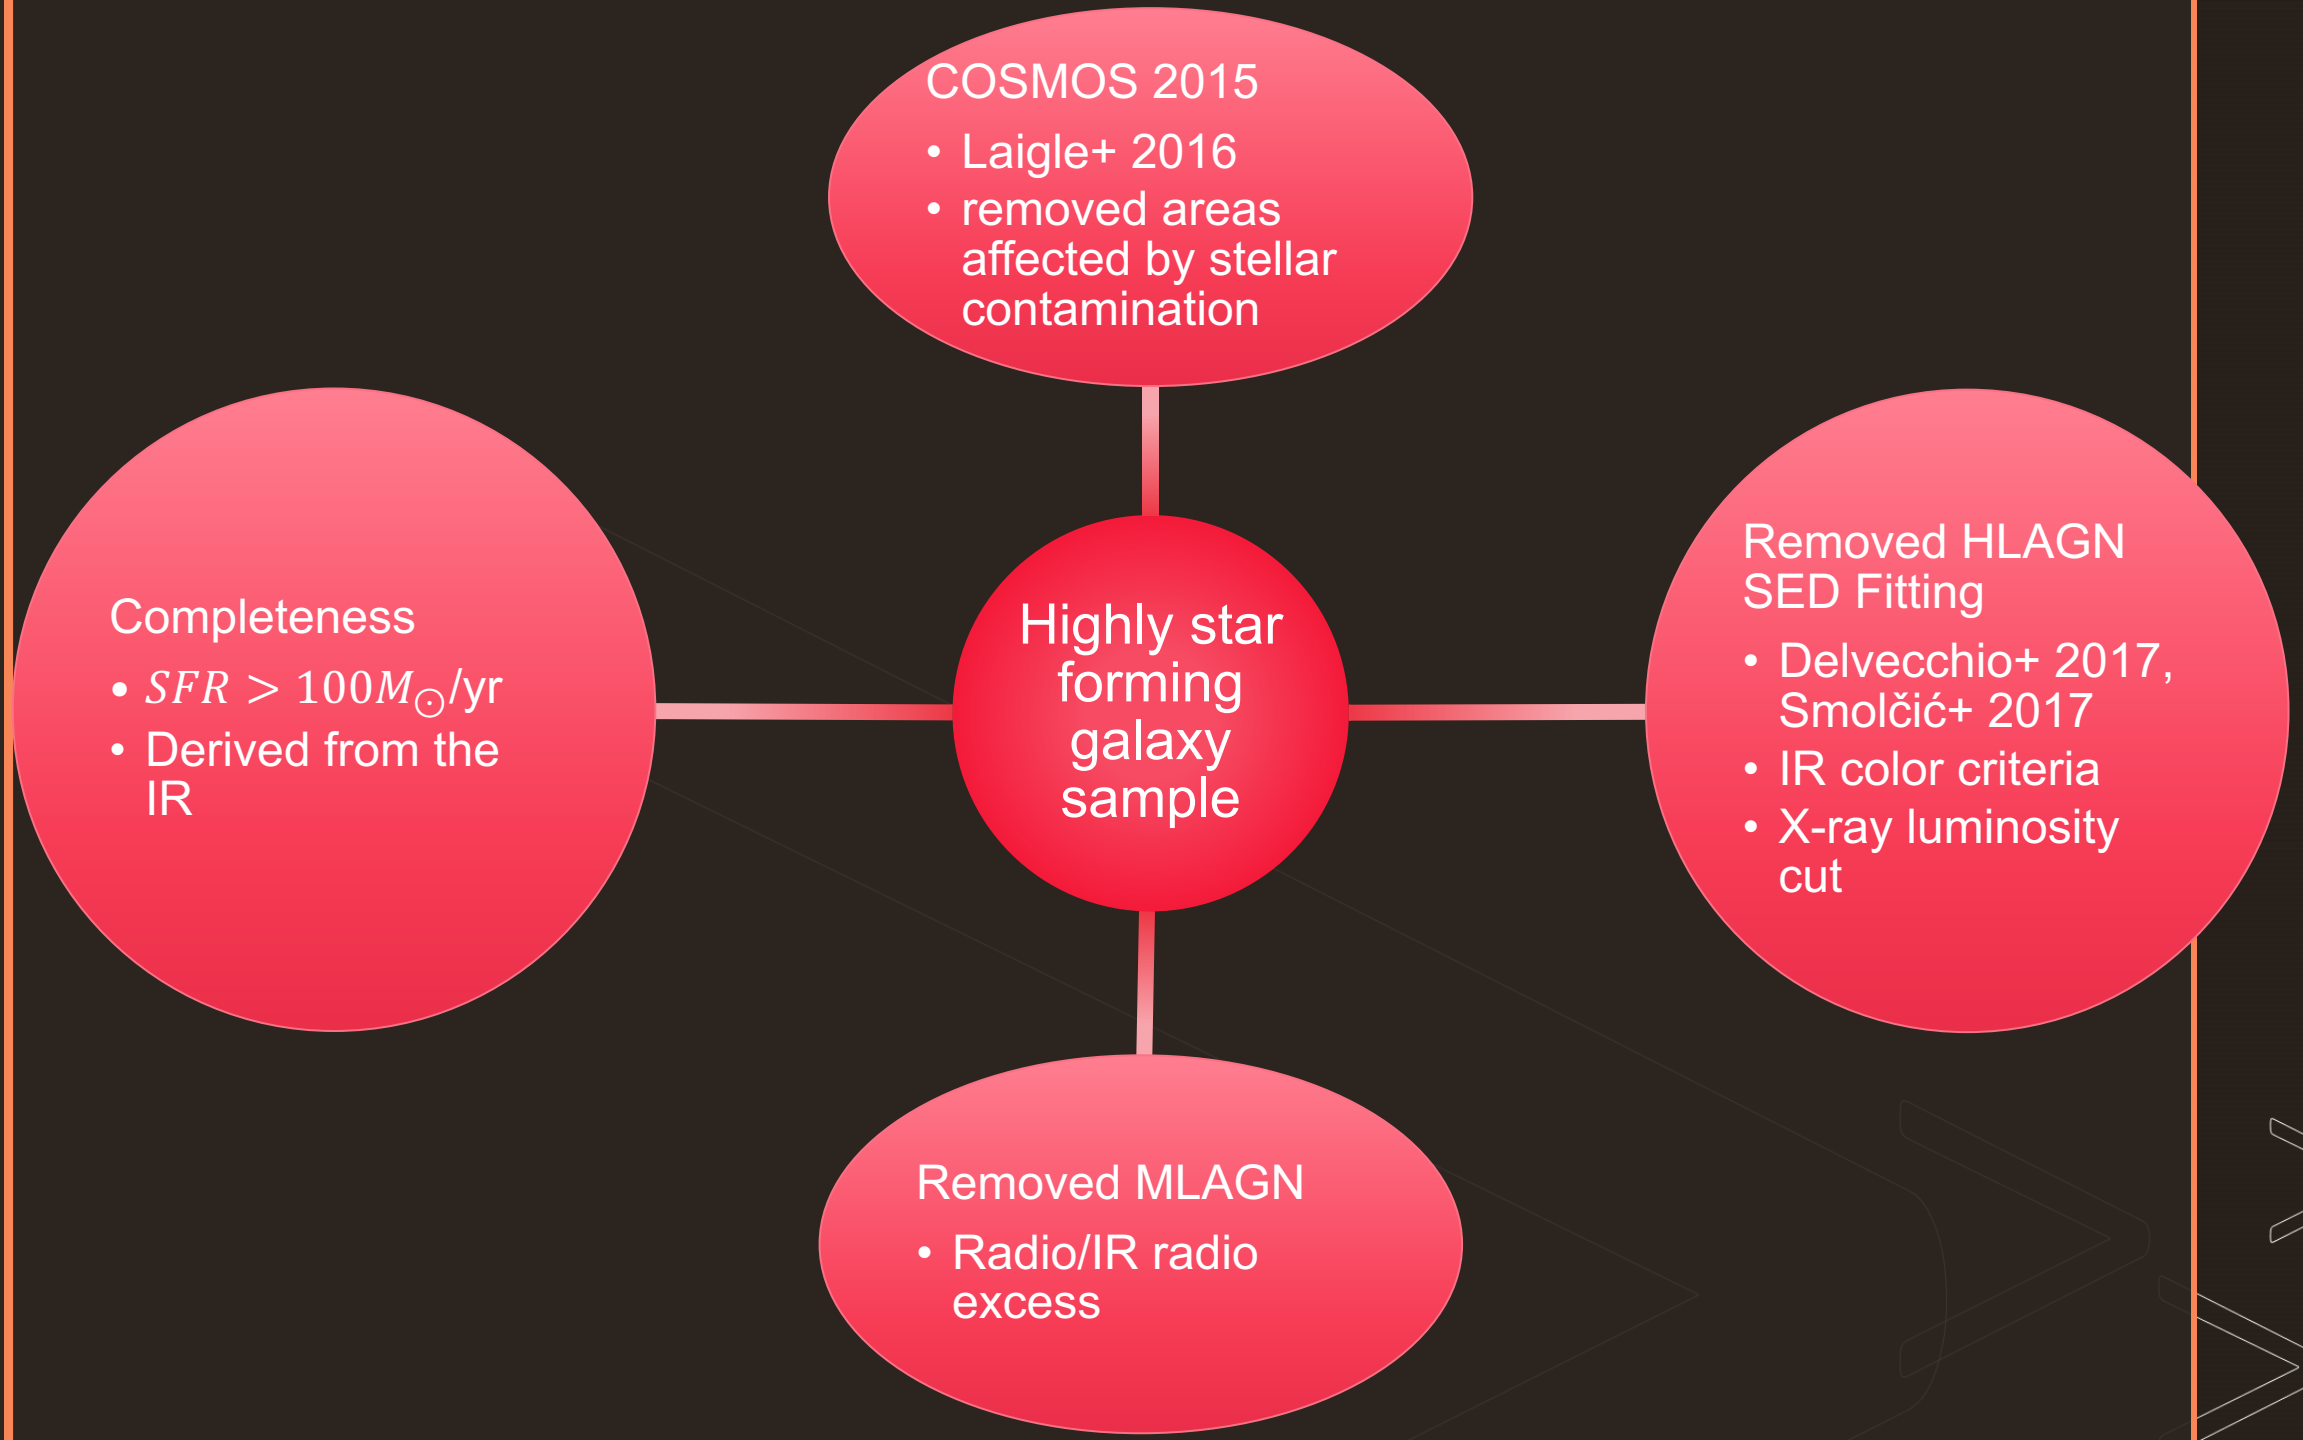 COSMOS 2015
• Laigle+ 2016
• removed areas
affected by stellar
contamination
Completeness
• SFR > 100M☉/yr
• Derived from the
IR
Highly star
forming
galaxy
sample
Removed HLAGN
SED Fitting
• Delvecchio+ 2017,
Smolčić+ 2017
• IR color criteria
• X-ray luminosity
cut
Removed MLAGN
• Radio/IR radio
excess